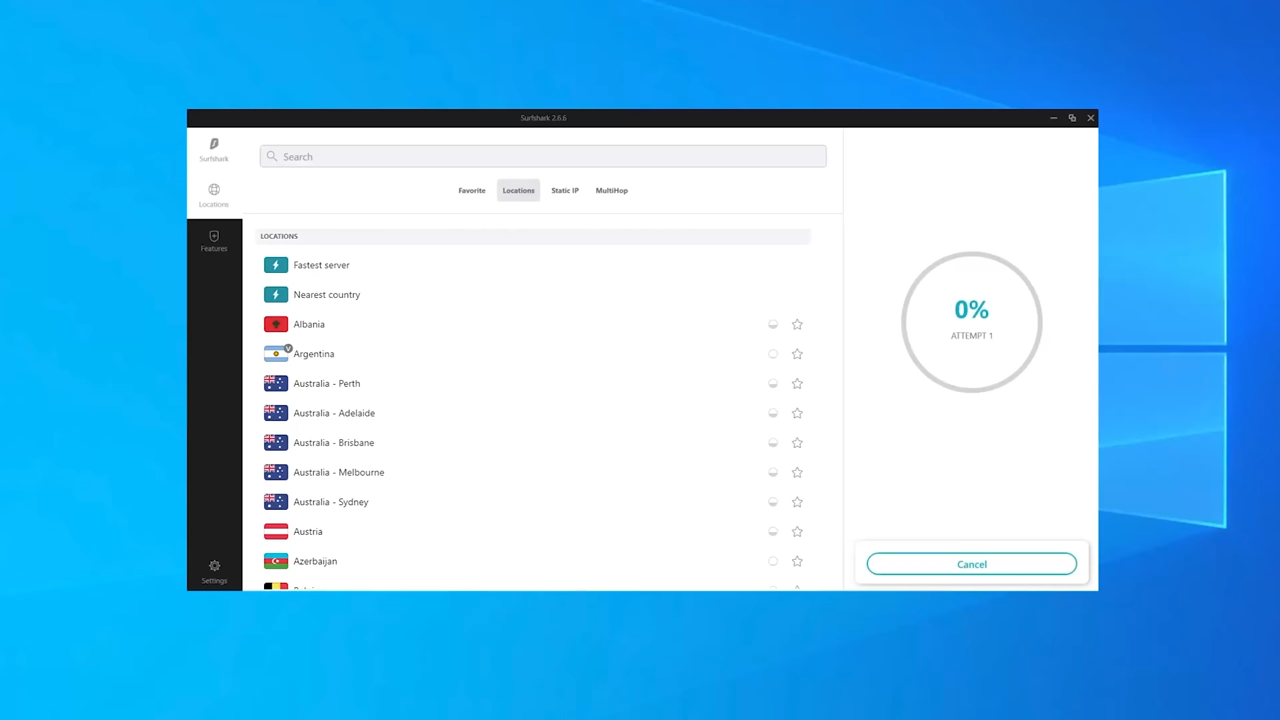 Surfshark 2.6.6
Surfshark
Locations
Features
Settings
Search
Favorite
Locations
Static IP
MultiHop
LOCATIONS
Fastest server
Nearest country
Albania
V
Argentina
Australia - Perth
Australia - Adelaide
Australia - Brisbane
Australia - Melbourne
Australia - Sydney
Austria
Azerbaijan
0%
ATTEMPT 1
Cancel